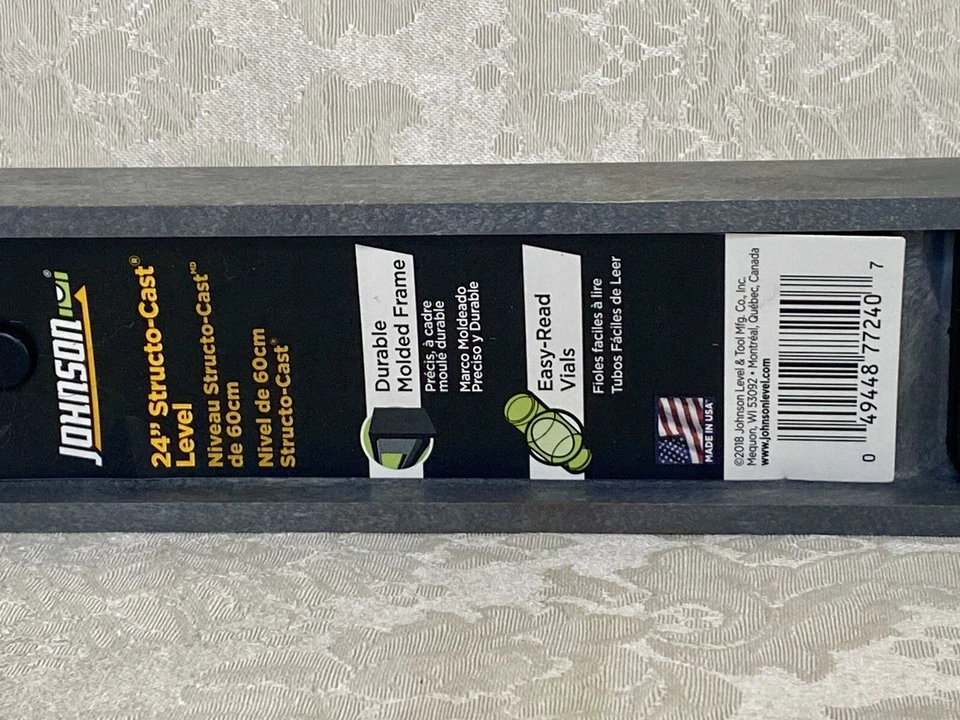 JOHNSON®
24” Structo-Cast®
Level
Niveau Structo-Cast MD
de 60cm
Nivel de 60cm
Structo-Cast®
Durable
Molded Frame
Précis, à cadre
moulé durable
Marco Moldeado
Preciso y Durable
Easy-Read
Vials
Fioles faciles à lire
Tubos Fáciles de Leer
MADE IN USA
©2018 Johnson Level & Tool Mfg. Co., Inc.
Mequon, WI 53092 • Montréal, Québec, Canada
www.johnsonlevel.com
0 49448 77240 7